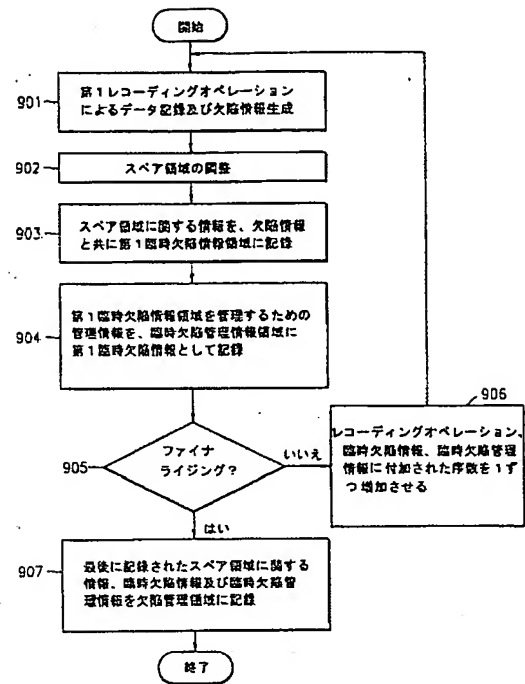 開始
901
第1レコーディングオペレーション
によるデータ記録及び欠陥情報生成
902
スペア領域の調整
903
スペア領域に関する情報を、欠陥情報
と共に第1臨時欠陥情報領域に記録
904
第1臨時欠陥情報領域を管理するための
管理情報を、臨時欠陥管理情報領域に
第1臨時欠陥情報として記録
905
ファイナ
ライジング?
いいえ
906
レコーディングオペレーション、
臨時欠陥情報、臨時欠陥管理
情報に付加された序数を1ず
つ増加させる
はい
907
最後に記録されたスペア領域に関する
情報、臨時欠陥情報及び臨時欠陥管
理情報を欠陥管理領域に記録
終了